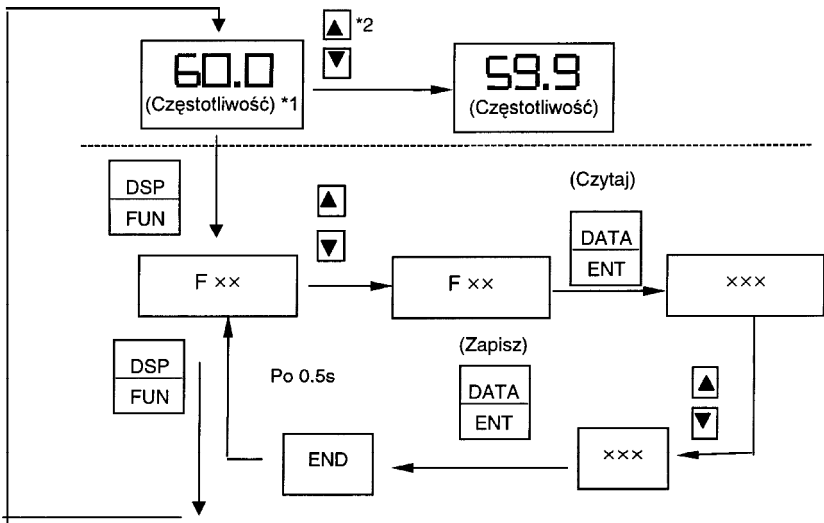 ▲ *2
▼
60.0
(Częstotliwość) *1
59.9
(Częstotliwość)
DSP
FUN
▲
▼
(Czytaj)
DATA
ENT
F ××
F ××
×××
DSP
FUN
Po 0.5s
(Zapisz)
DATA
ENT
▲
▼
END
×××